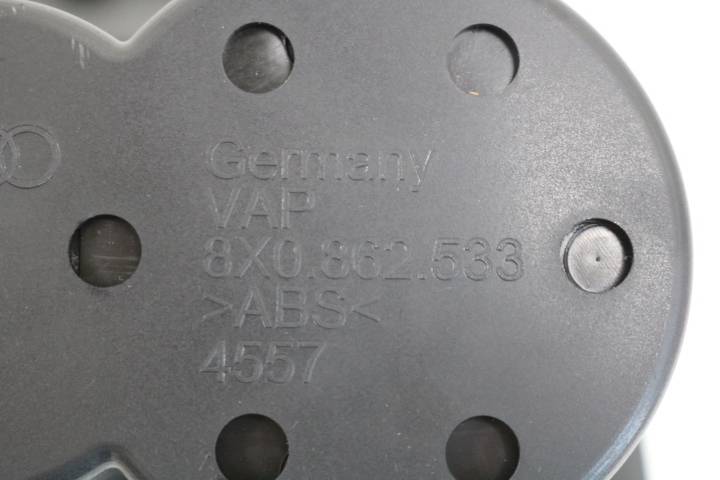 Germany
VAP
8X0.862.533
>ABS<
4557